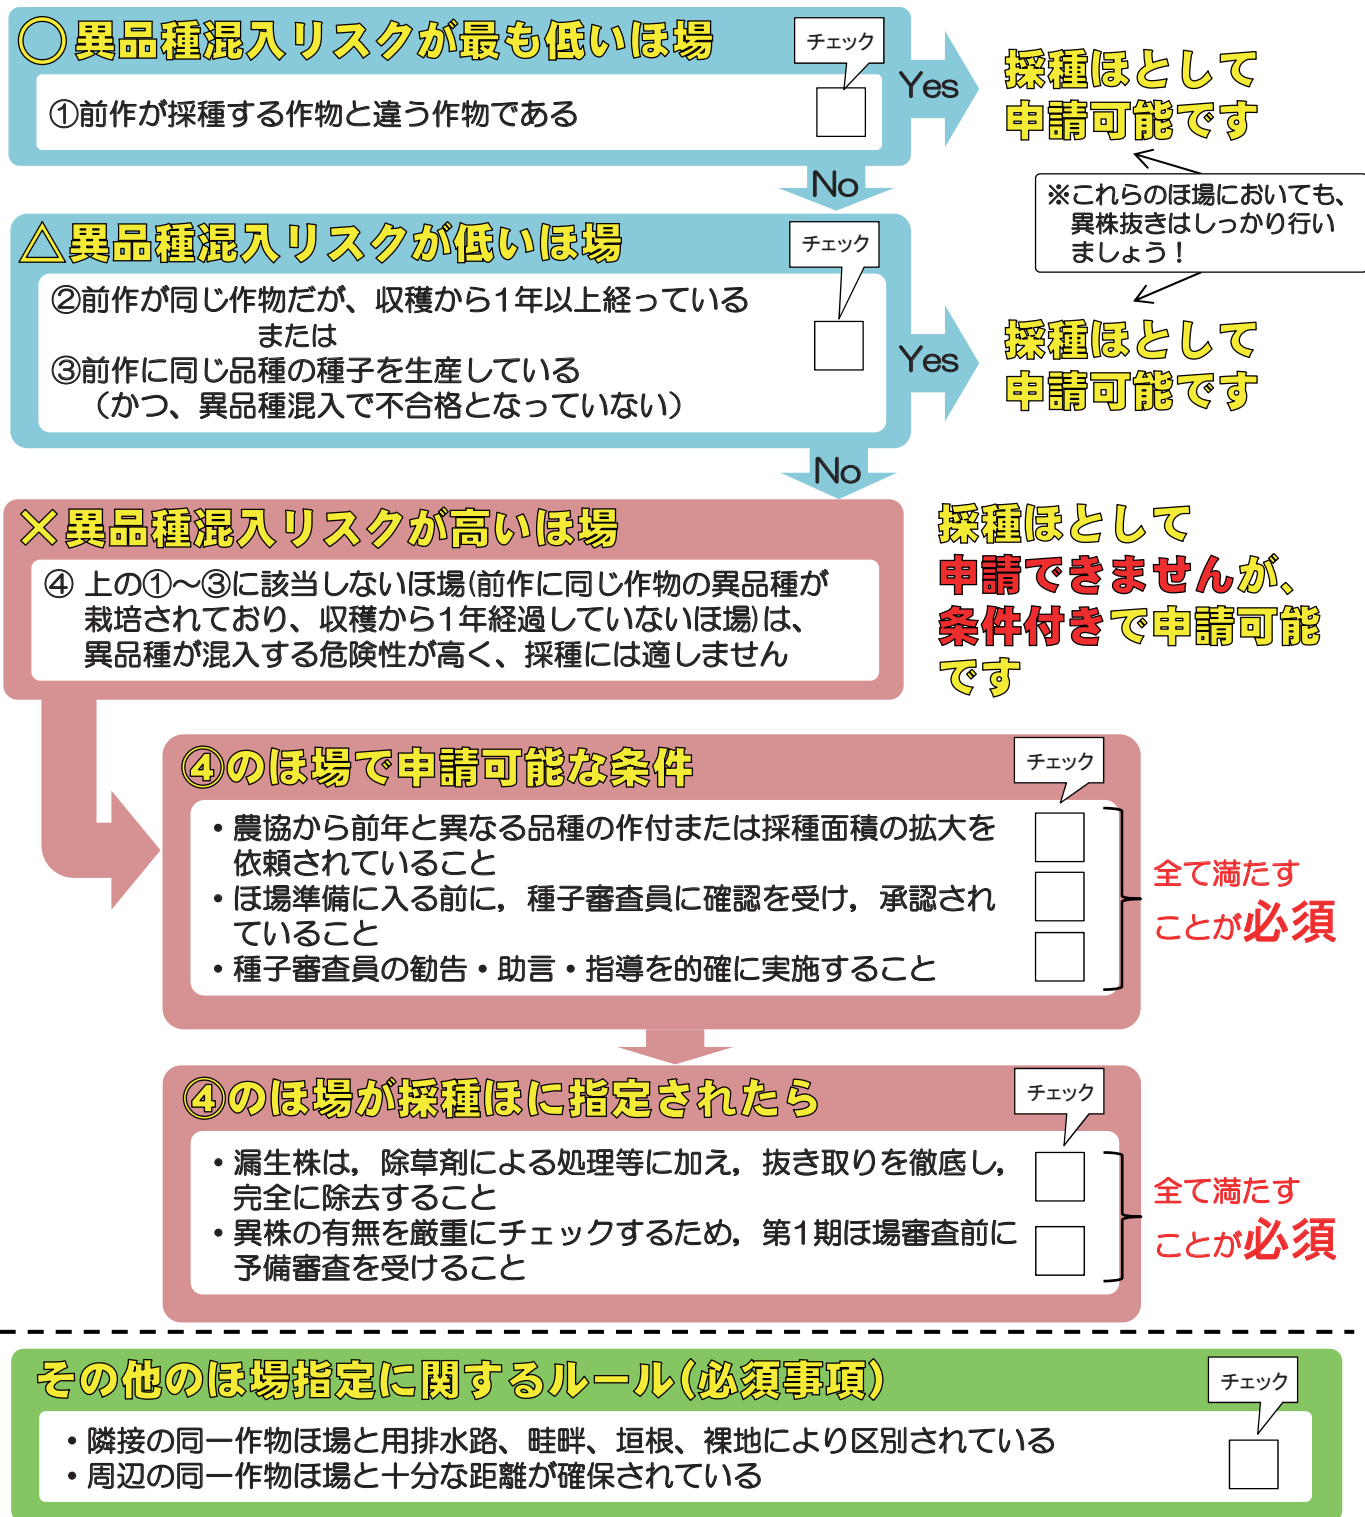 ○異品種混入リスクが最も低いほ場
チェック
①前作が採種する作物と違う作物である
Yes
採種ほとして
申請可能です
No
※これらのほ場においても、
異株抜きはしっかり行い
ましょう！
△異品種混入リスクが低いほ場
チェック
②前作が同じ作物だが、収穫から1年以上経っている
または
③前作に同じ品種の種子を生産している
（かつ、異品種混入で不合格となっていない）
Yes
採種ほとして
申請可能です
No
×異品種混入リスクが高いほ場
④ 上の①～③に該当しないほ場(前作に同じ作物の異品種が
栽培されており、収穫から1年経過していないほ場)は、
異品種が混入する危険性が高く、採種には適しません
採種ほとして
申請できませんが、
条件付きで申請可能
です
④のほ場で申請可能な条件
チェック
・農協から前年と異なる品種の作付または採種面積の拡大を
依頼されていること
・ほ場準備に入る前に，種子審査員に確認を受け，承認され
ていること
・種子審査員の勧告・助言・指導を的確に実施すること
全て満たす
ことが必須
④のほ場が採種ほに指定されたら
チェック
・漏生株は，除草剤による処理等に加え，抜き取りを徹底し，
完全に除去すること
・異株の有無を厳重にチェックするため，第1期ほ場審査前に
予備審査を受けること
全て満たす
ことが必須
その他のほ場指定に関するルール(必須事項)
チェック
・隣接の同一作物ほ場と用排水路、畦畔、垣根、裸地により区別されている
・周辺の同一作物ほ場と十分な距離が確保されている